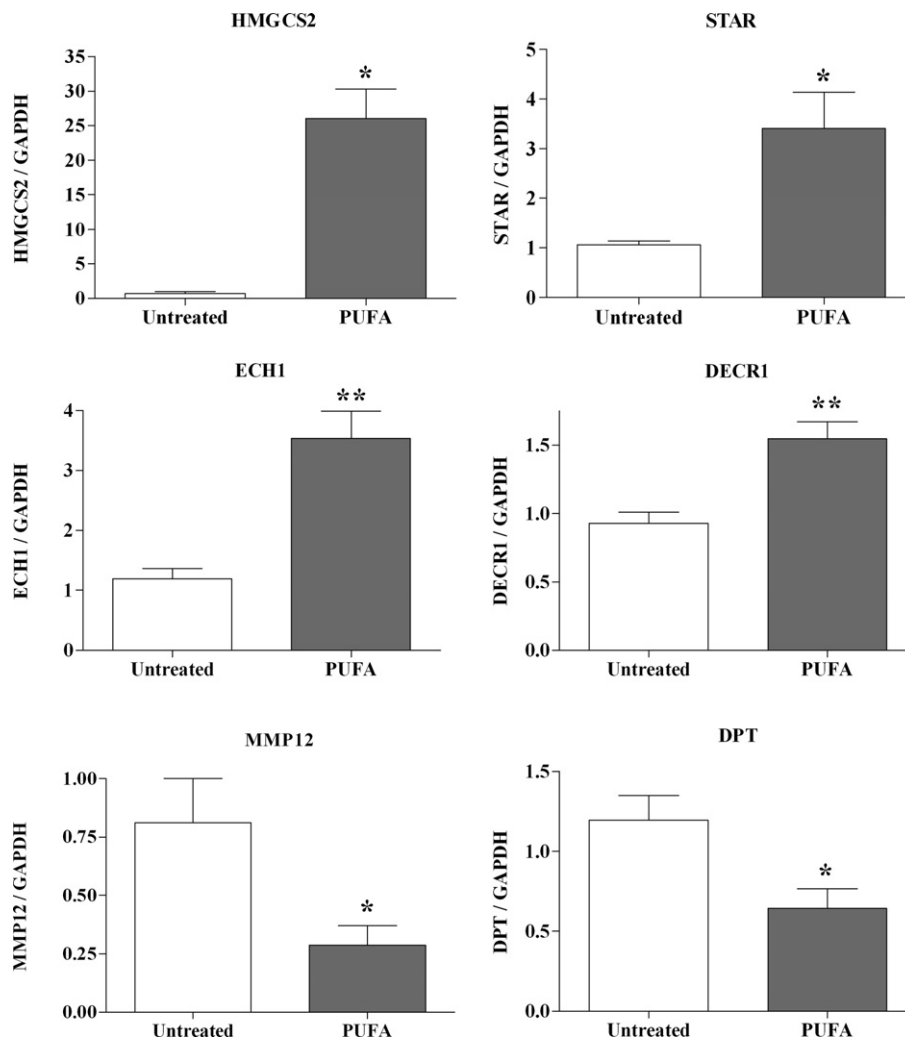 HMGCS2
HMGCS2 / GAPDH
35
30
25
20
15
10
5
0
*
Untreated
PUFA
STAR
STAR / GAPDH
5
4
3
2
1
0
*
Untreated
PUFA
ECH1
ECH1 / GAPDH
4
3
2
1
0
**
Untreated
PUFA
DECR1
DECR1 / GAPDH
1.5
1.0
0.5
0.0
**
Untreated
PUFA
MMP12
MMP12 / GAPDH
1.00
0.75
0.50
0.25
0.00
*
Untreated
PUFA
DPT
DPT / GAPDH
1.5
1.0
0.5
0.0
*
Untreated
PUFA